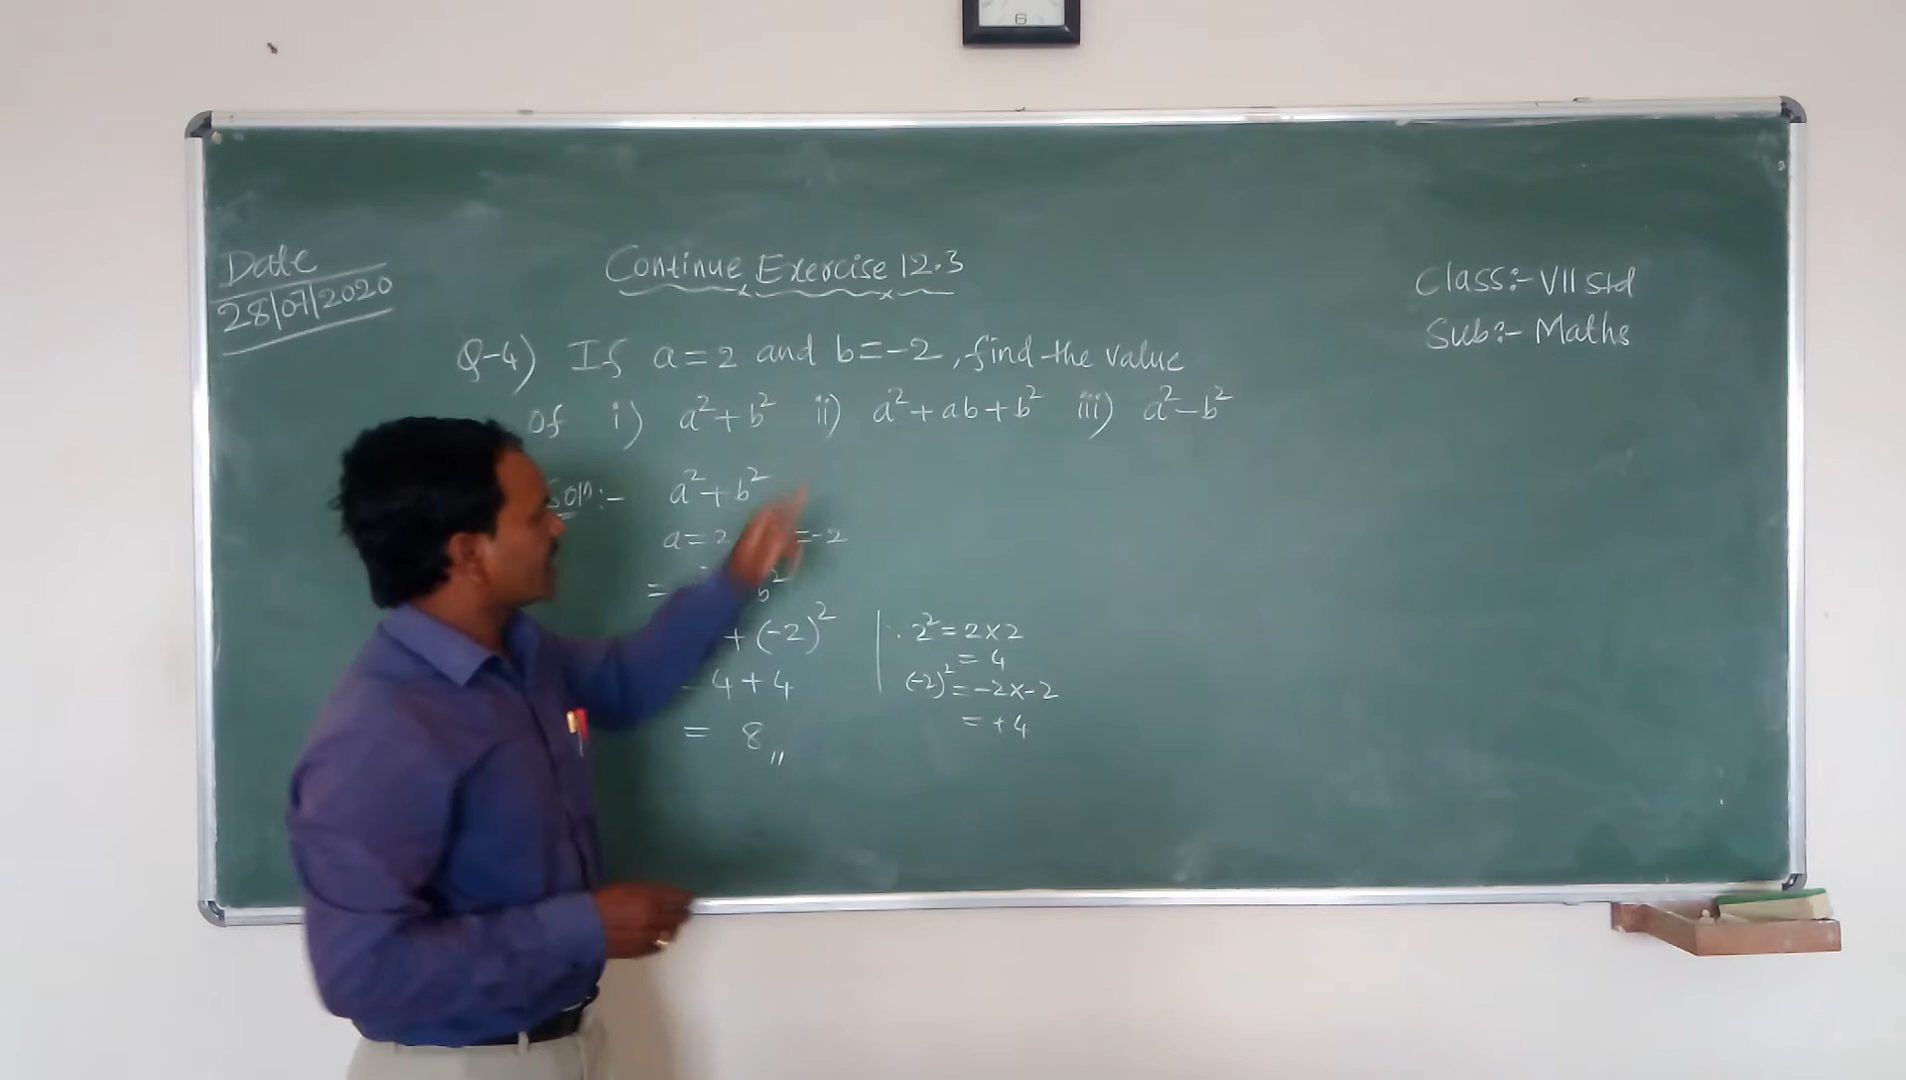 6
Date
28/07/2020
Continue Exercise 12.3
Class:- VII Std
Sub:- Maths
Q-4) If a=2 and b=-2, find the value
of i) a²+b² ii) a²+ab+b² iii) a²-b²
Soln:- a²+b²
a=2 =-2
= b²
+(-2)²
4+4
= 8,,
2²=2×2
= 4
(-2)²=-2×-2
= +4